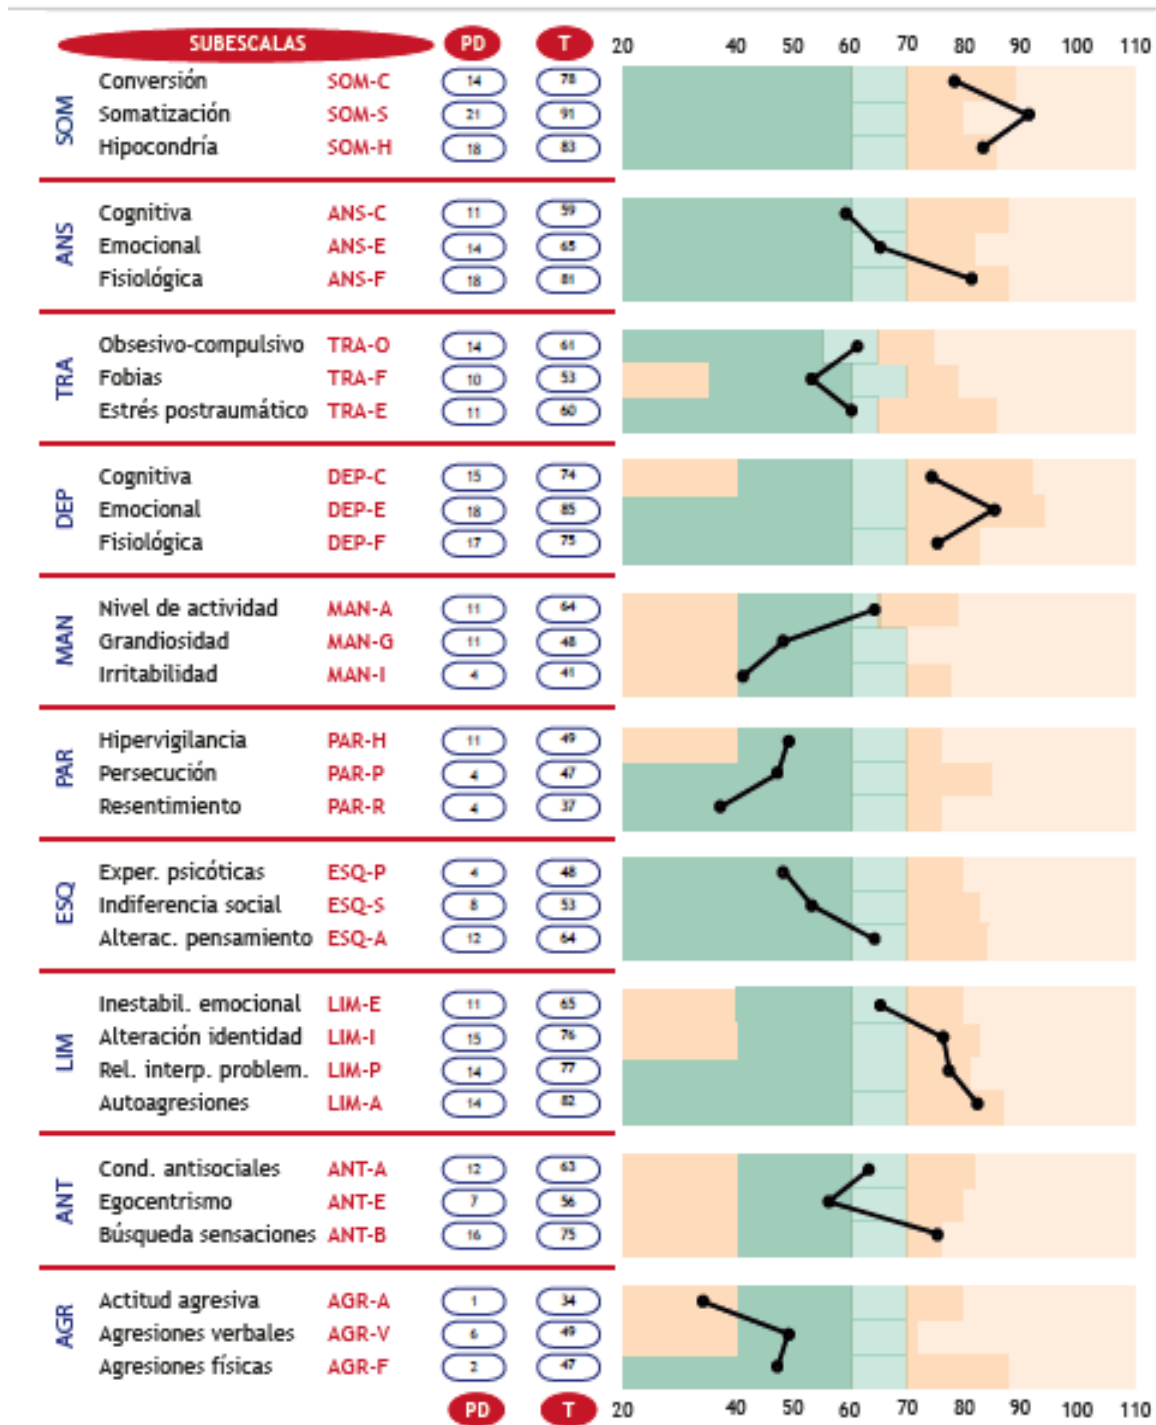 SUBESCALAS PD T 20 40 50 60 70 80 90 100 110
SOM
Conversión SOM-C 14 78
Somatización SOM-S 21 91
Hipocondría SOM-H 18 83
ANS
Cognitiva ANS-C 11 59
Emocional ANS-E 14 65
Fisiológica ANS-F 18 81
TRA
Obsesivo-compulsivo TRA-O 14 61
Fobias TRA-F 10 53
Estrés postraumático TRA-E 11 60
DEP
Cognitiva DEP-C 15 74
Emocional DEP-E 18 85
Fisiológica DEP-F 17 75
MAN
Nivel de actividad MAN-A 11 64
Grandiosidad MAN-G 11 48
Irritabilidad MAN-I 4 41
PAR
Hipervigilancia PAR-H 11 49
Persecución PAR-P 4 47
Resentimiento PAR-R 4 37
ESQ
Exper. psicóticas ESQ-P 4 48
Indiferencia social ESQ-S 8 53
Alterac. pensamiento ESQ-A 12 64
LIM
Inestabil. emocional LIM-E 11 65
Alteración identidad LIM-I 15 76
Rel. interp. problem. LIM-P 14 77
Autoagresiones LIM-A 14 82
ANT
Cond. antisociales ANT-A 12 63
Egocentrismo ANT-E 7 56
Búsqueda sensaciones ANT-B 16 75
AGR
Actitud agresiva AGR-A 1 34
Agresiones verbales AGR-V 6 49
Agresiones físicas AGR-F 2 47
PD T 20 40 50 60 70 80 90 100 110